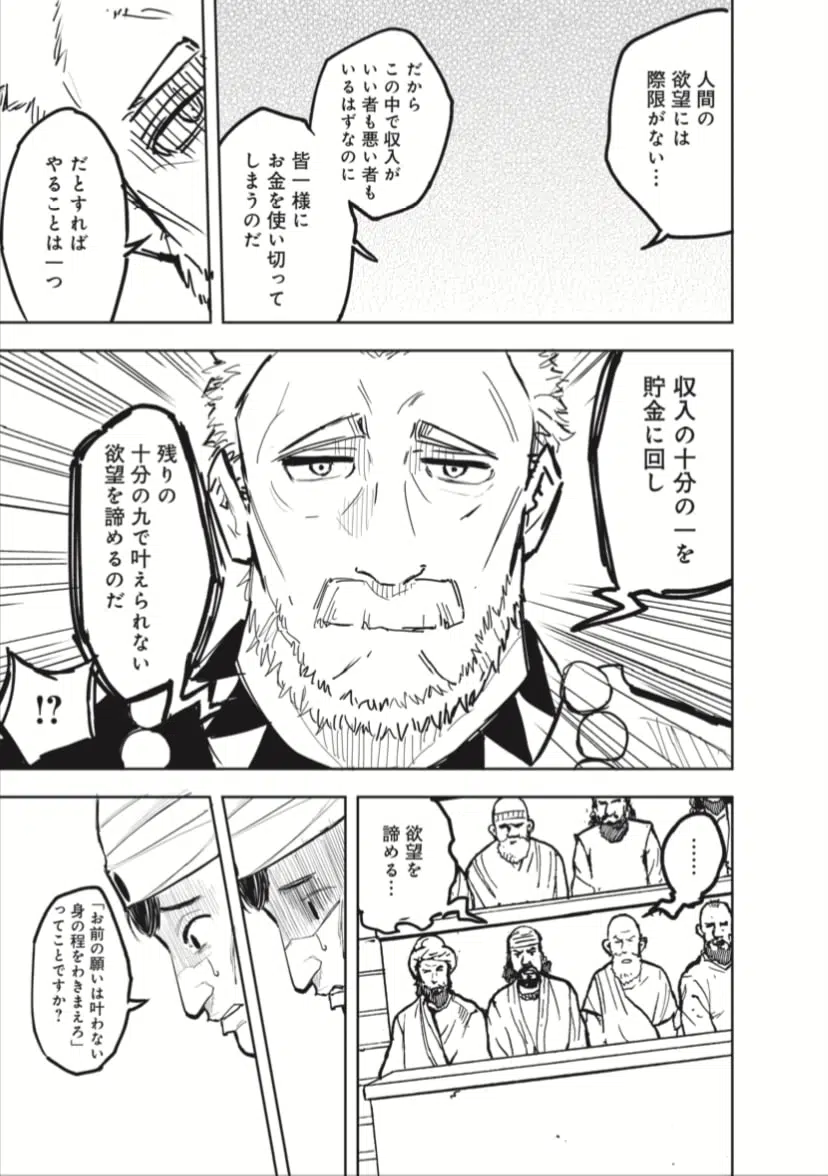 人間の
欲望には
際限がない…
だから
この中で収入が
いい者も悪い者も
いるはずなのに
皆一様に
お金を使い切って
しまうのだ
だとすれば
やることは一つ
収入の十分の一を
貯金に回し
残りの
十分の九で叶えられない
欲望を諦めるのだ
!?
……
欲望を
諦める…
「お前の願いは叶わない
身の程をわきまえろ」
ってことですか?